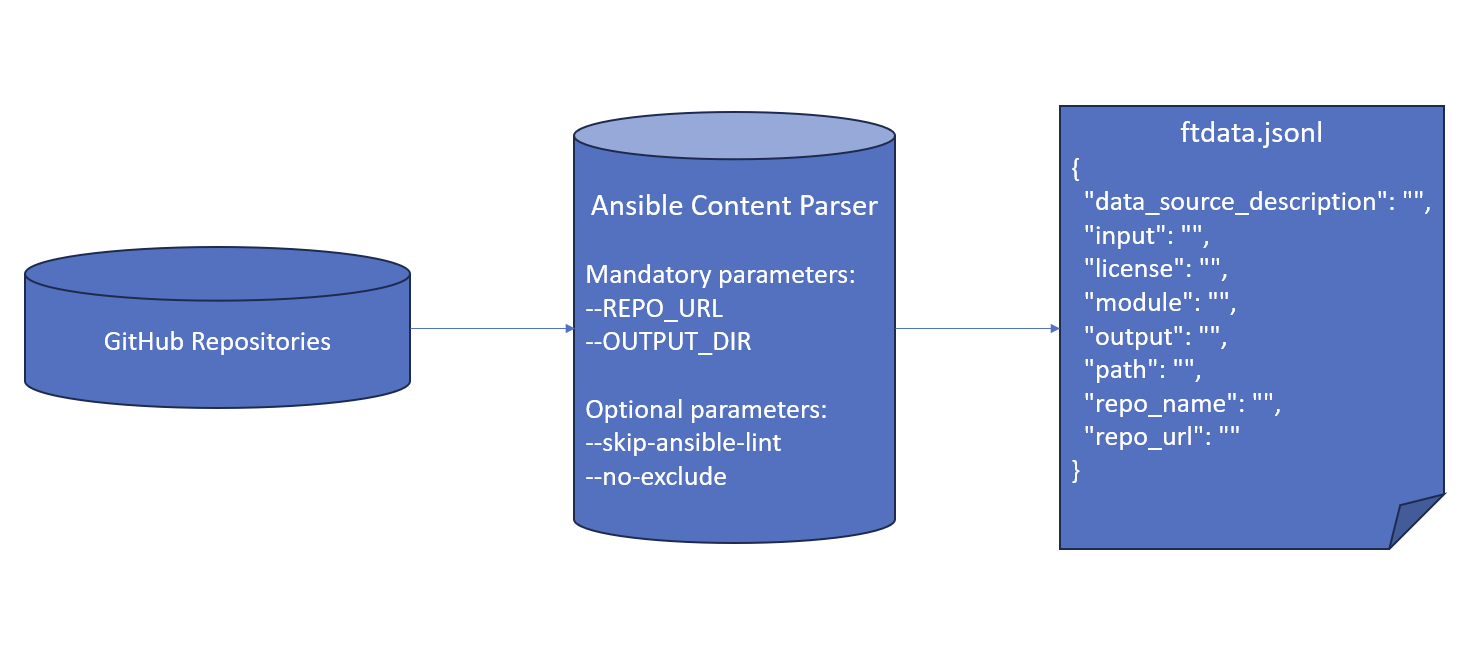 GitHub Repositories
Ansible Content Parser
Mandatory parameters:
--REPO_URL
--OUTPUT_DIR
Optional parameters:
--skip-ansible-lint
--no-exclude
ftdata.jsonl
{
"data_source_description": "",
"input": "",
"license": "",
"module": "",
"output": "",
"path": "",
"repo_name": "",
"repo_url": ""
}